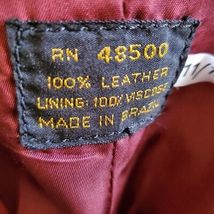 RN 48500
100% LEATHER
LINING: 100% VISCOSE
MADE IN BRAZIL